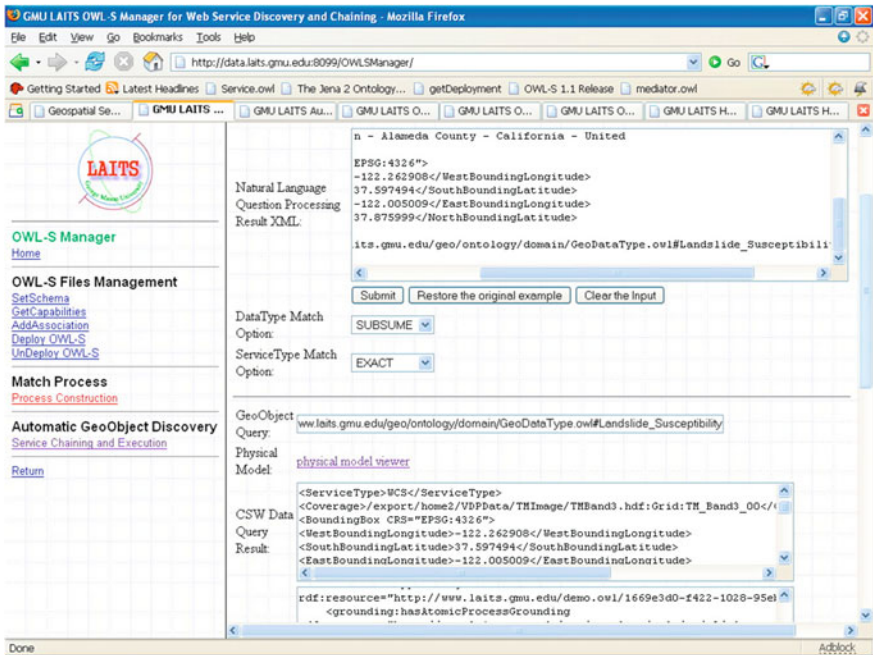 GMU LAITS OWL-S Manager for Web Service Discovery and Chaining - Mozilla Firefox
File Edit View Go Bookmarks Tools Help
http://data.laits.gmu.edu:8099/OWLSManager/ Go
Getting Started Latest Headlines Service.owl The Jena 2 Ontology... getDeployment OWL-S 1.1 Release mediator.owl
Geospatial Se... GMU LAITS ... GMU LAITS Au... GMU LAITS O... GMU LAITS O... GMU LAITS O... GMU LAITS H... GMU LAITS H...
LAITS
George Mason University
OWL-S Manager
Home
OWL-S Files Management
SetSchema
GetCapabilities
AddAssociation
Deploy OWL-S
UnDeploy OWL-S
Match Process
Process Construction
Automatic GeoObject Discovery
Service Chaining and Execution
Return
Natural Language
Question Processing
Result XML:
n - Alameda County - California - United
EPSG:4326">
-122.262908</WestBoundingLongitude>
37.597494</SouthBoundingLatitude>
-122.005009</EastBoundingLongitude>
37.875999</NorthBoundingLatitude>
.its.gmu.edu/geo/ontology/domain/GeoDataType.owl#Landslide_Susceptibili
Submit Restore the original example Clear the Input
DataType Match
Option:
SUBSUME
ServiceType Match
Option:
EXACT
GeoObject
Query:
ww.laits.gmu.edu/geo/ontology/domain/GeoDataType.owl#Landslide_Susceptibility
Physical
Model:
physical model viewer
CSW Data
Query
Result:
<ServiceType>WCS</ServiceType>
<Coverage>/export/home2/VDPData/TMImage/TMBand3.hdf:Grid:TM_Band3_00</
<BoundingBox CRS="EPSG:4326">
<WestBoundingLongitude>-122.262908</WestBoundingLongitude>
<SouthBoundingLatitude>37.597494</SouthBoundingLatitude>
<EastBoundingLongitude>-122.005009</EastBoundingLongitude>
rdf:resource="http://www.laits.gmu.edu/demo.owl/1669e3d0-f422-1028-95e
<grounding:hasAtomicProcessGrounding
Done
Adblock